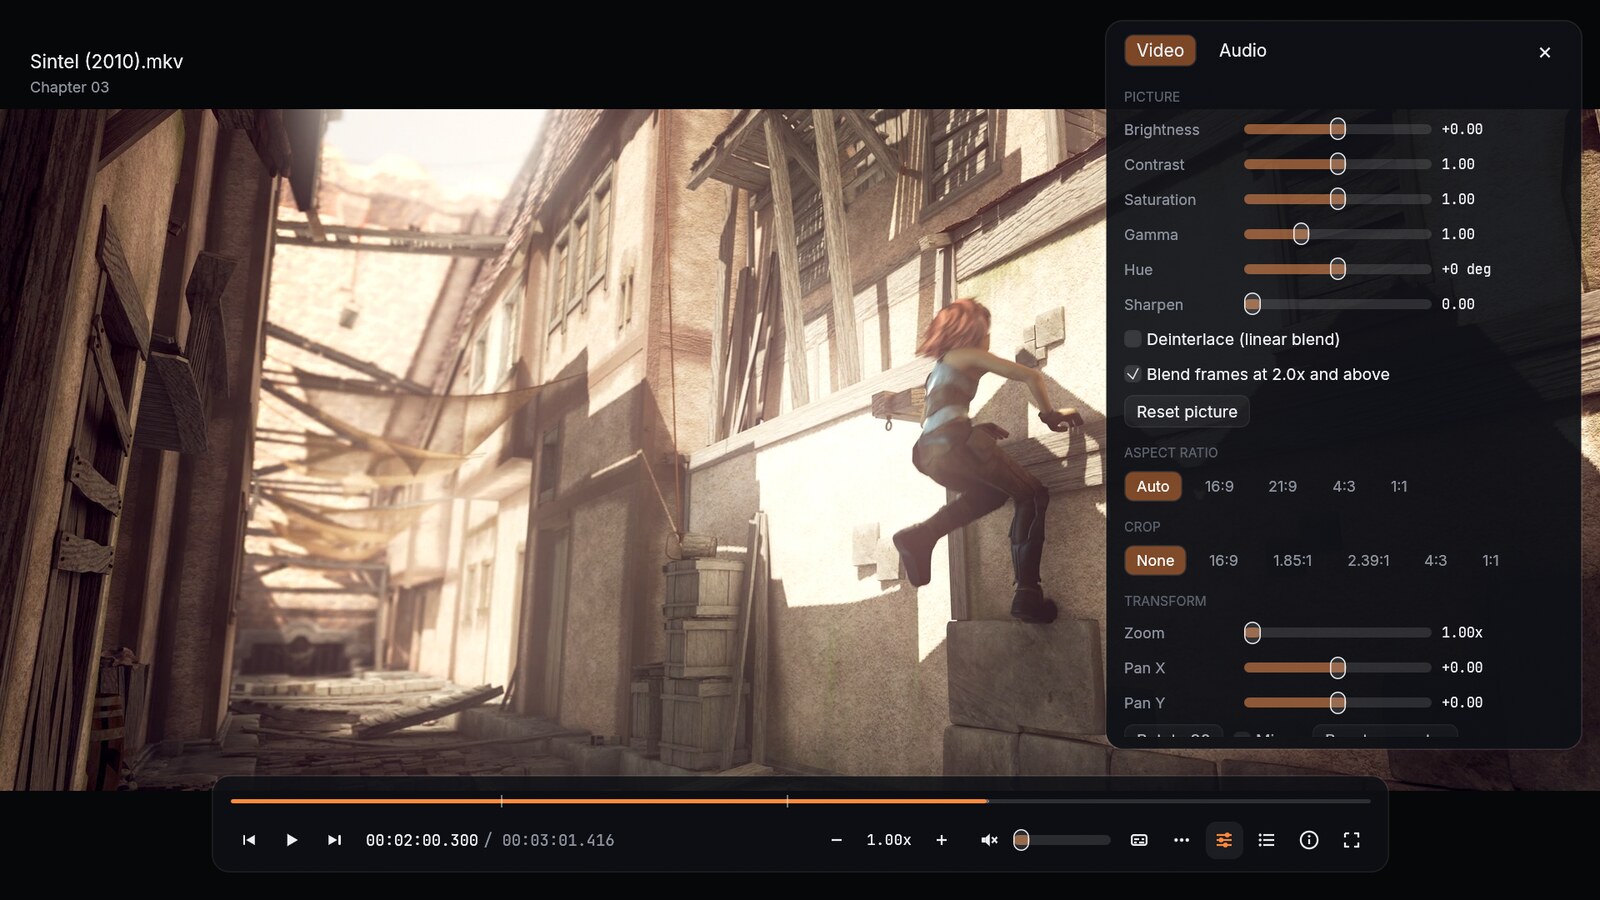 Sintel (2010).mkv
Chapter 03
Video Audio
PICTURE
Brightness +0.00
Contrast 1.00
Saturation 1.00
Gamma 1.00
Hue +0 deg
Sharpen 0.00
Deinterlace (linear blend)
Blend frames at 2.0x and above
Reset picture
ASPECT RATIO
Auto 16:9 21:9 4:3 1:1
CROP
None 16:9 1.85:1 2.39:1 4:3 1:1
TRANSFORM
Zoom 1.00x
Pan X +0.00
Pan Y +0.00
00:02:00.300 / 00:03:01.416
1.00x